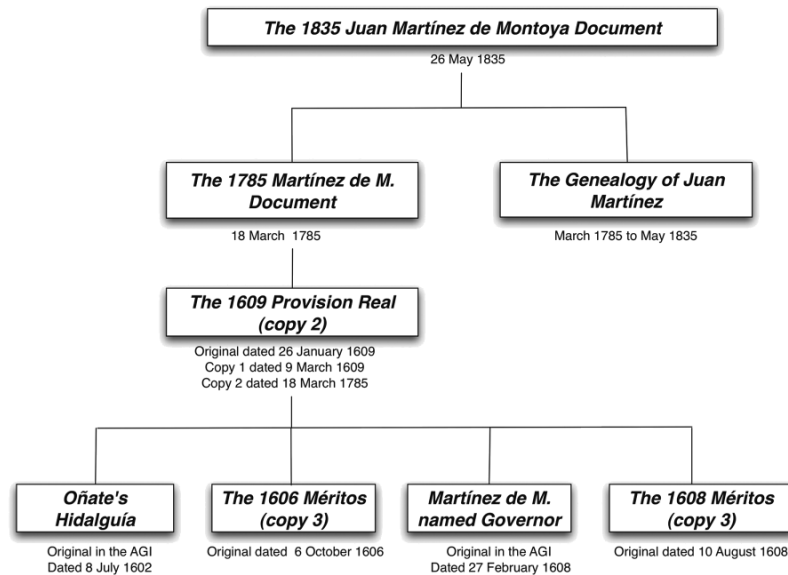 The 1835 Juan Martínez de Montoya Document
26 May 1835
The 1785 Martínez de M.
Document
18 March 1785
The Genealogy of Juan
Martínez
March 1785 to May 1835
The 1609 Provision Real
(copy 2)
Original dated 26 January 1609
Copy 1 dated 9 March 1609
Copy 2 dated 18 March 1785
Oñate's
Hidalguía
Original in the AGI
Dated 8 July 1602
The 1606 Méritos
(copy 3)
Original dated 6 October 1606
Martínez de M.
named Governor
Original in the AGI
Dated 27 February 1608
The 1608 Méritos
(copy 3)
Original dated 10 August 1608